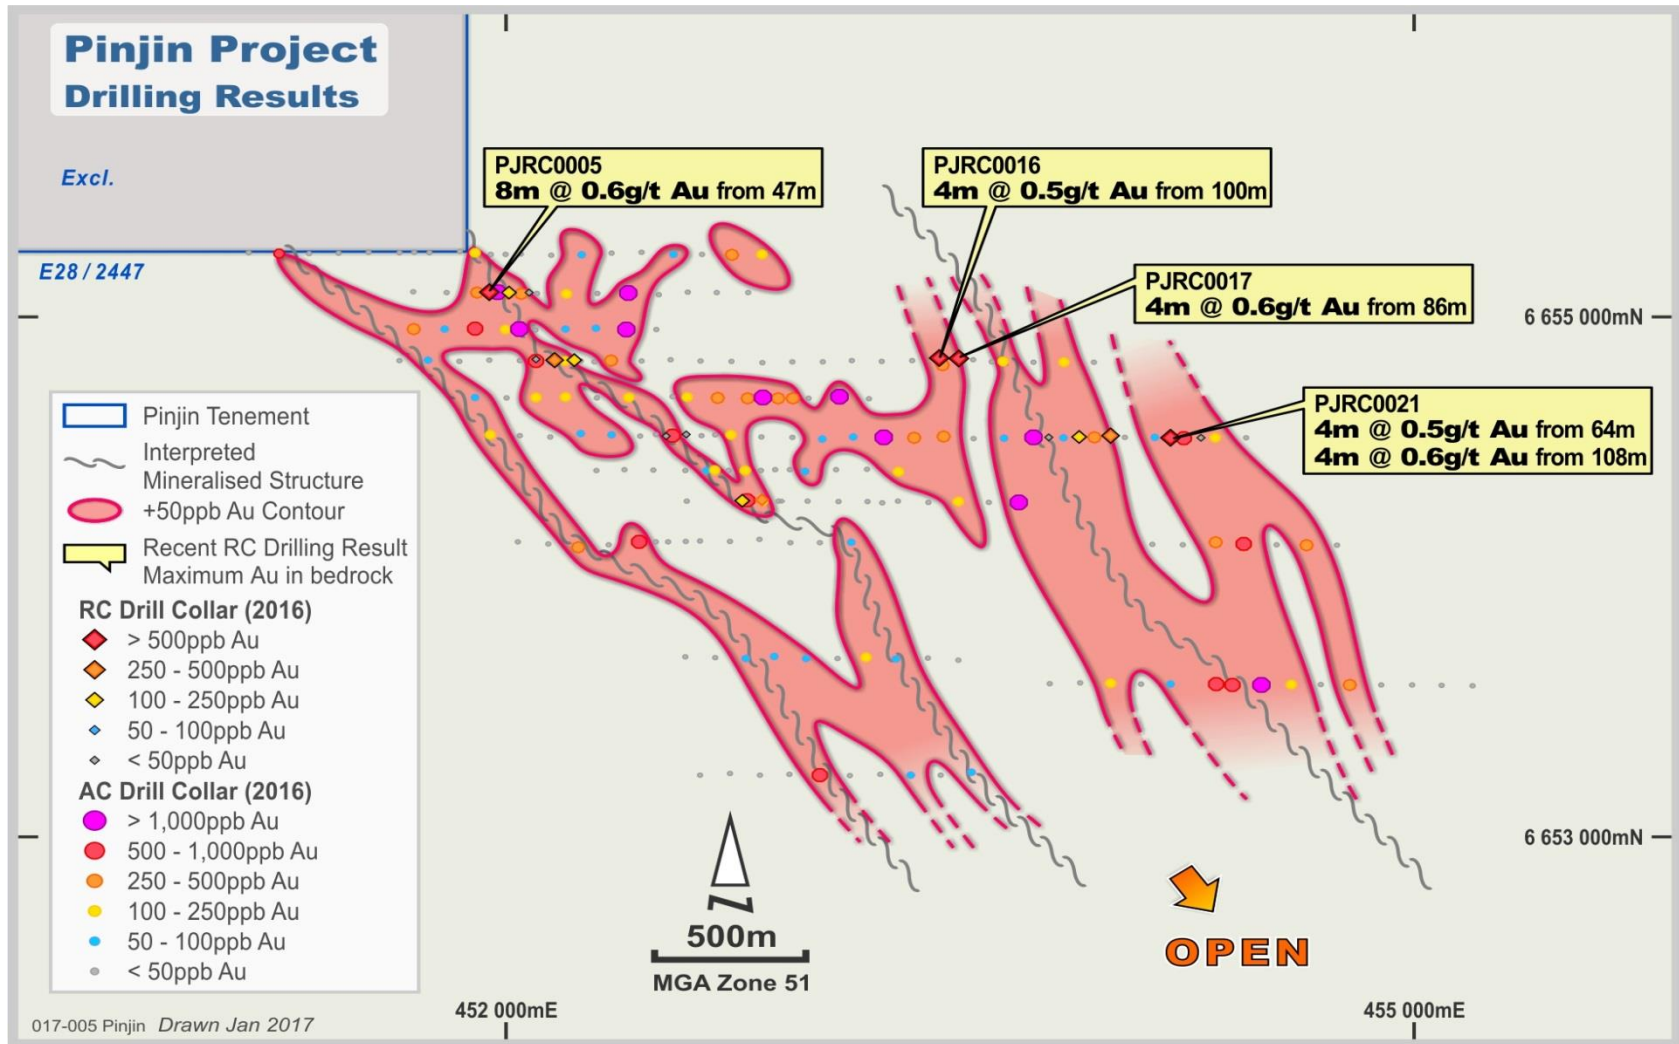 Pinjin Project
Drilling Results
Excl.
E28 / 2447
PJRC0005
8m @ 0.6g/t Au from 47m
PJRC0016
4m @ 0.5g/t Au from 100m
PJRC0017
4m @ 0.6g/t Au from 86m
6 655 000mN
PJRC0021
4m @ 0.5g/t Au from 64m
4m @ 0.6g/t Au from 108m
Pinjin Tenement
Interpreted
Mineralised Structure
+50ppb Au Contour
Recent RC Drilling Result
Maximum Au in bedrock
RC Drill Collar (2016)
> 500ppb Au
250 - 500ppb Au
100 - 250ppb Au
50 - 100ppb Au
< 50ppb Au
AC Drill Collar (2016)
> 1,000ppb Au
500 - 1,000ppb Au
250 - 500ppb Au
100 - 250ppb Au
50 - 100ppb Au
< 50ppb Au
6 653 000mN
N
500m
MGA Zone 51
OPEN
452 000mE
455 000mE
017-005 Pinjin Drawn Jan 2017